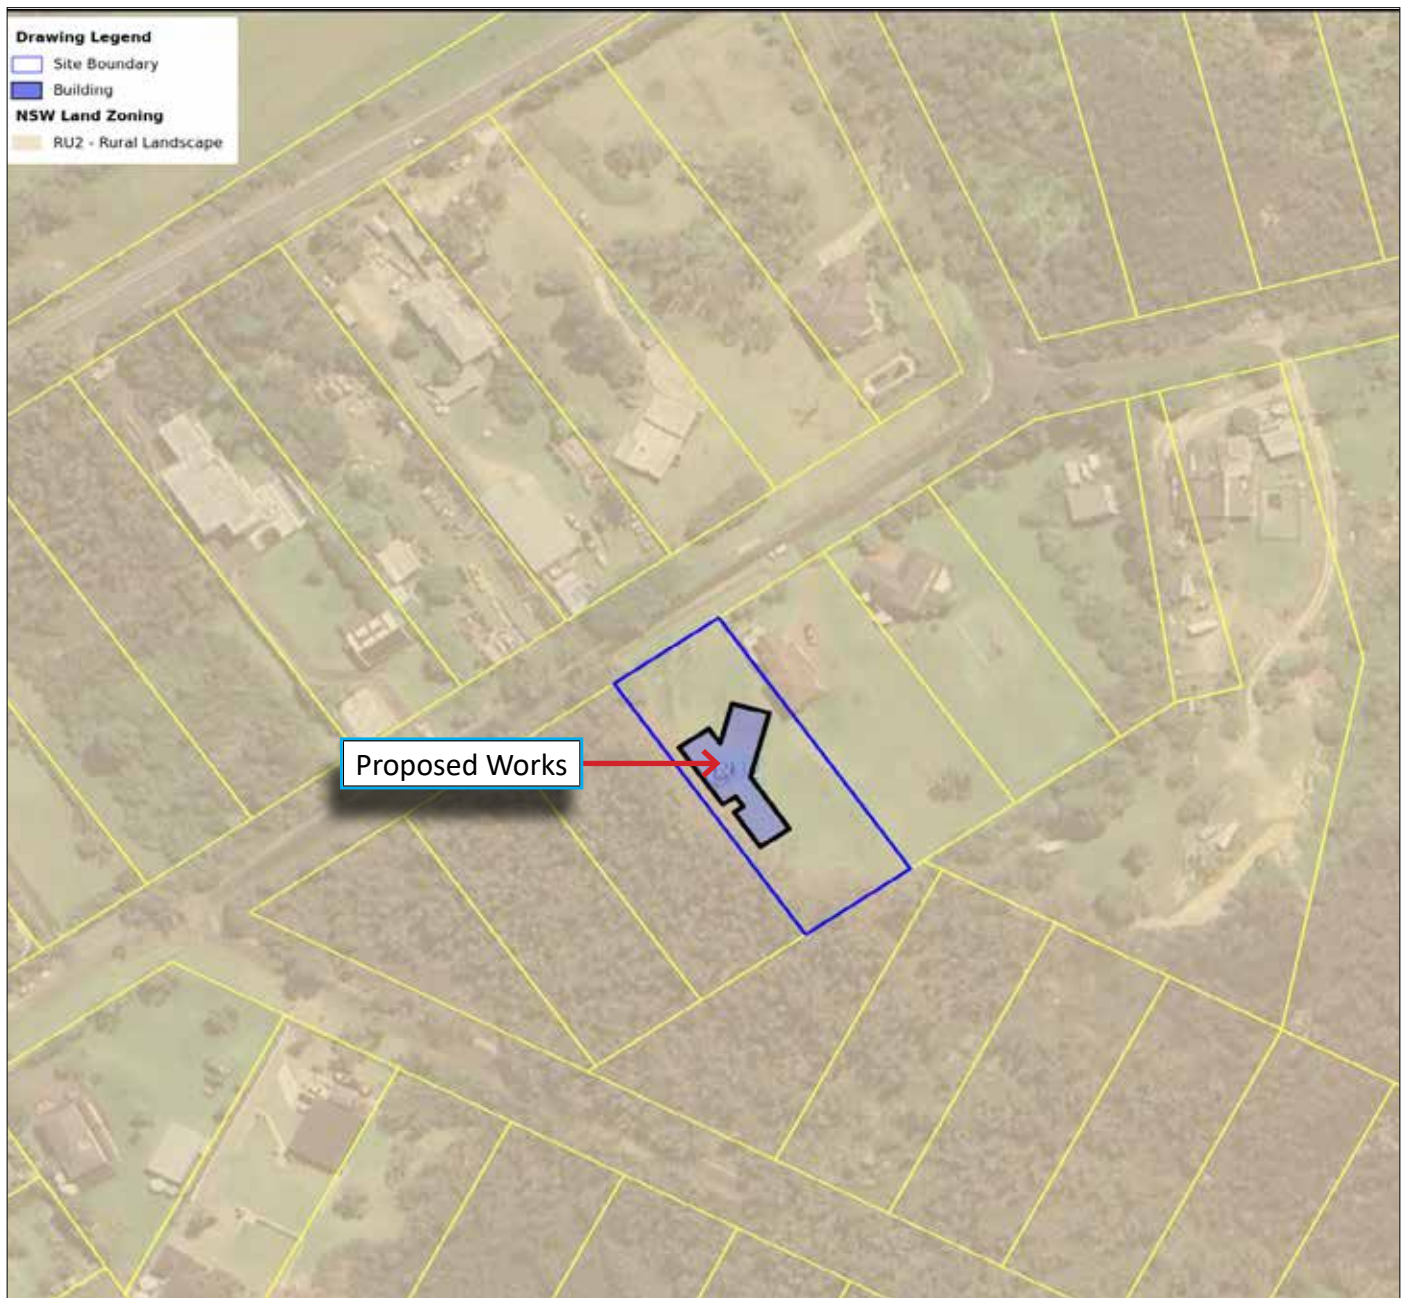 Drawing Legend
Site Boundary
Building
NSW Land Zoning
RU2 - Rural Landscape
Proposed Works